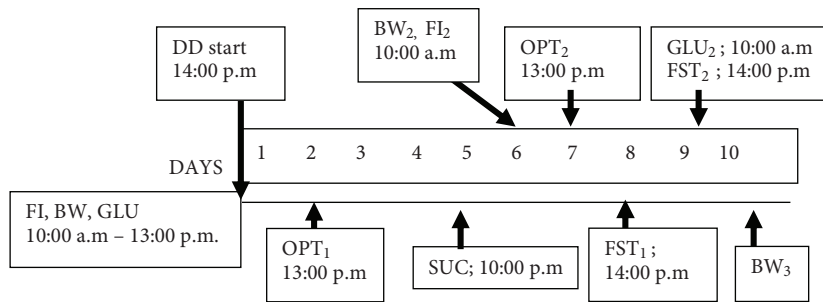 DD start
14:00 p.m
BW₂, FI₂
10:00 a.m
OPT₂
13:00 p.m
GLU₂ ; 10:00 a.m
FST₂ ; 14:00 p.m
DAYS
1 2 3 4 5 6 7 8 9 10
FI, BW, GLU
10:00 a.m – 13:00 p.m.
OPT₁
13:00 p.m
SUC; 10:00 p.m
FST₁ ;
14:00 p.m
BW₃